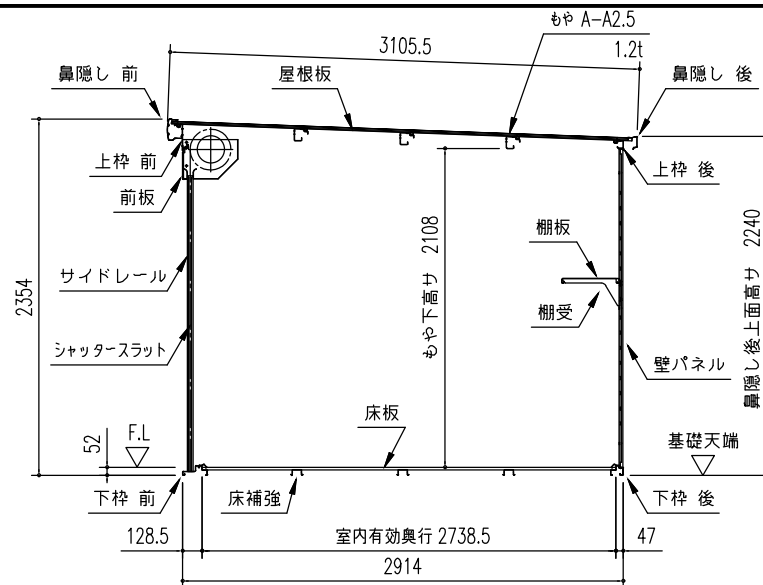 もや A-A2.5
3105.5
1.2t
鼻隠し 前
屋根板
鼻隠し 後
上枠 前
上枠 後
前板
もや下高サ 2108
棚板
鼻隠し後上面高サ 2240
サイドレール
2354
棚受
シャッタースラット
壁パネル
床板
52
F.L
基礎天端
下枠 前
床補強
下枠 後
128.5
室内有効奥行 2738.5
47
2914